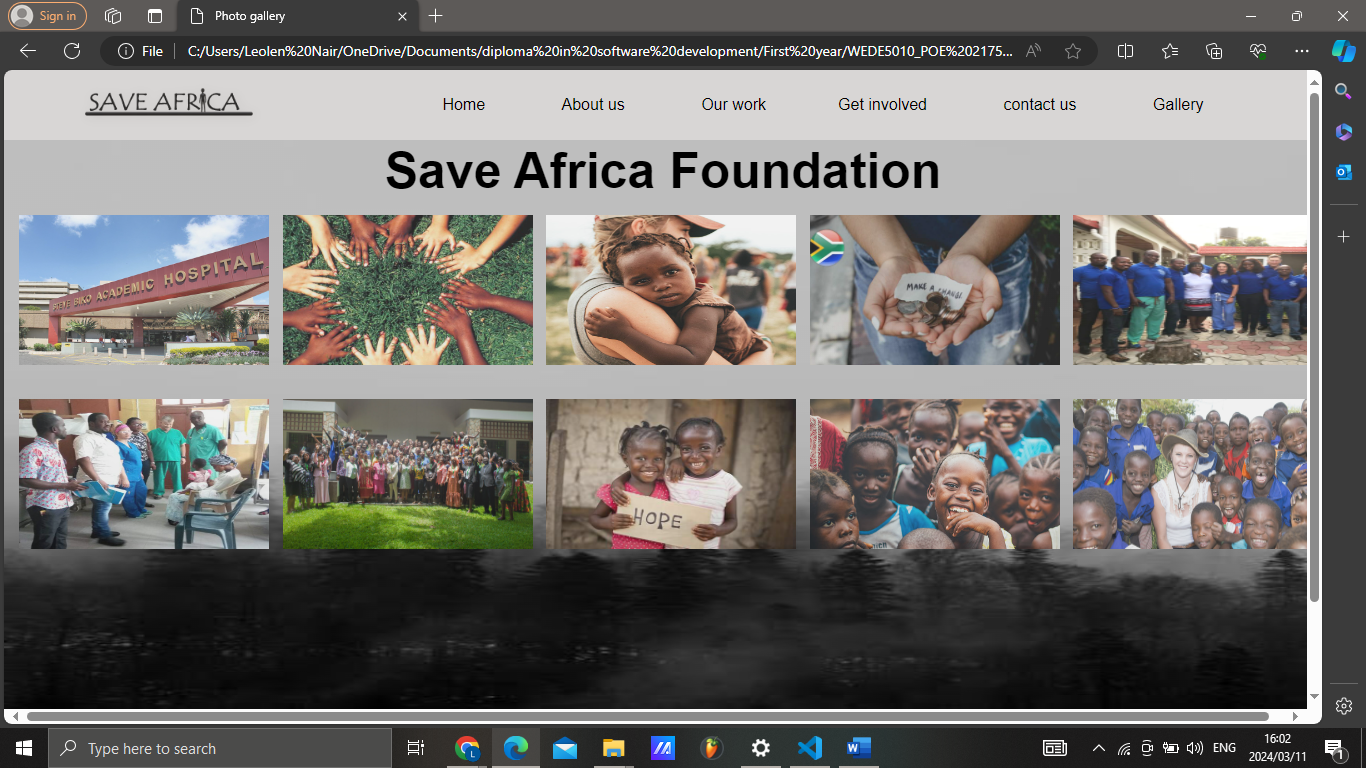 Sign in
Photo gallery
File
C:/Users/Leolen%20Nair/OneDrive/Documents/diploma%20in%20software%20development/First%20year/WEDE5010_POE%202175...
SAVE AFRICA
Home
About us
Our work
Get involved
contact us
Gallery
Save Africa Foundation
STEVE BIKO ACADEMIC HOSPITAL
MAKE A CHANGE
HOPE
Type here to search
ENG
16:02
2024/03/11
1